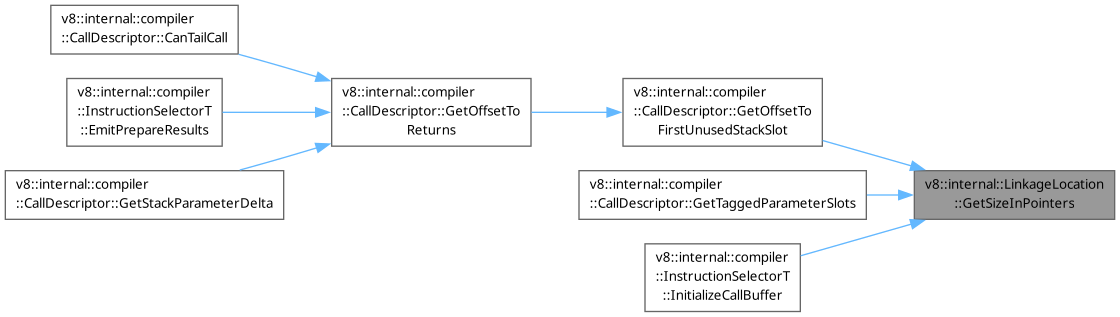 v8::internal::compiler
::CallDescriptor::CanTailCall
v8::internal::compiler
::InstructionSelectorT
::EmitPrepareResults
v8::internal::compiler
::CallDescriptor::GetStackParameterDelta
v8::internal::compiler
::CallDescriptor::GetOffsetTo
Returns
v8::internal::compiler
::CallDescriptor::GetOffsetTo
FirstUnusedStackSlot
v8::internal::compiler
::CallDescriptor::GetTaggedParameterSlots
v8::internal::compiler
::InstructionSelectorT
::InitializeCallBuffer
v8::internal::LinkageLocation
::GetSizeInPointers